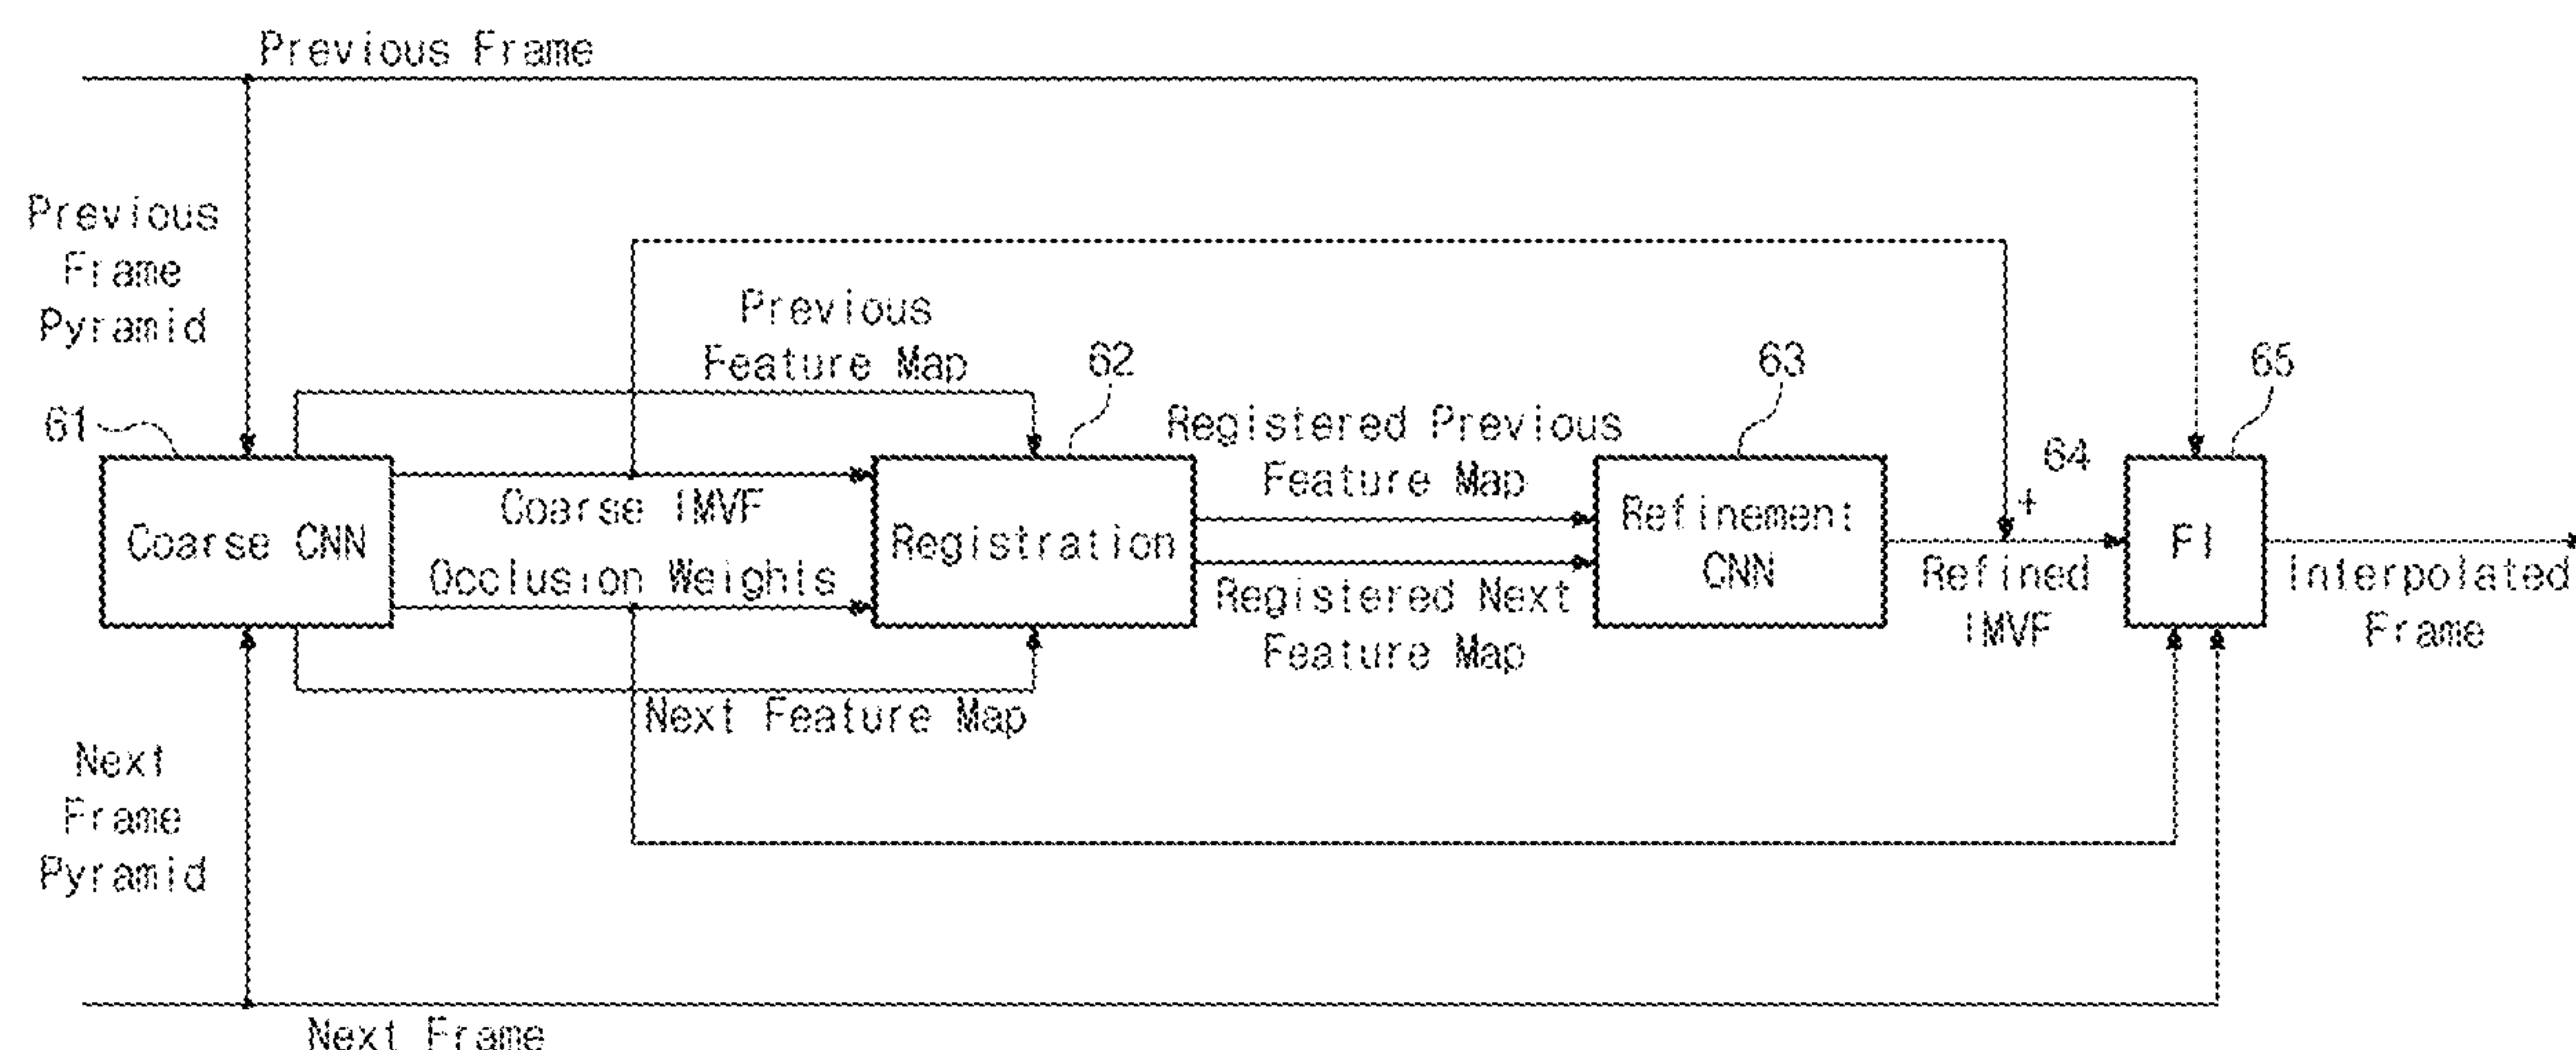 Previous Frame
Previous
Frame
Pyramid
Previous
Feature Map
61
62
63
64
65
Registered Previous
Feature Map
Coarse CNN
Coarse IMVF
Occlusion Weights
Registration
Refinement
CNN
Refined
IMVF
FI
Interpolated
Frame
Registered Next
Feature Map
Next Feature Map
Next
Frame
Pyramid
Next Frame
+